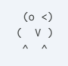 (o <)
( V )
^ ^